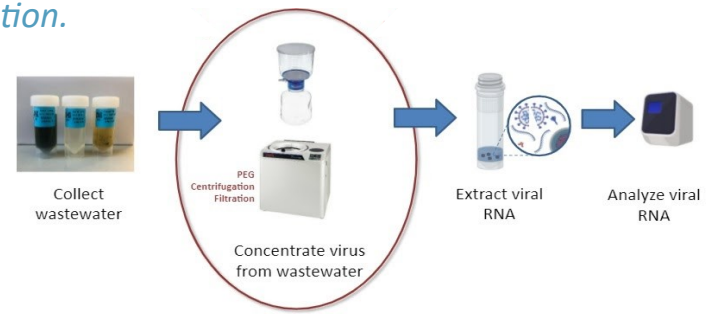 tion.
PEG
Centrifugation
Filtration
Collect
wastewater
Concentrate virus
from wastewater
Extract viral
RNA
Analyze viral
RNA